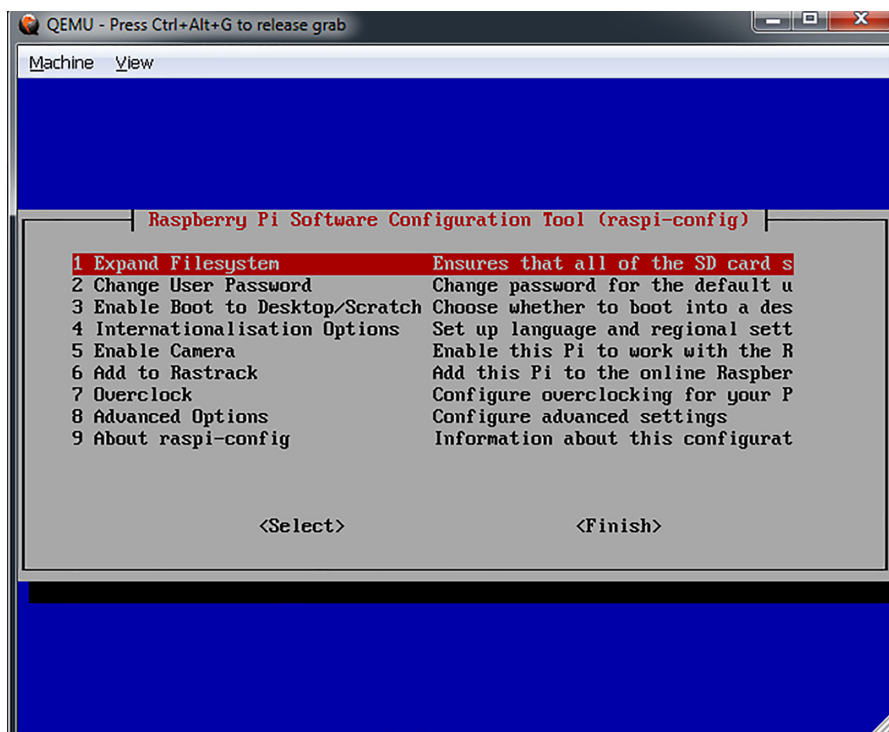 QEMU - Press Ctrl+Alt+G to release grab
Machine View
Raspberry Pi Software Configuration Tool (raspi-config)
1 Expand Filesystem Ensures that all of the SD card s
2 Change User Password Change password for the default u
3 Enable Boot to Desktop/Scratch Choose whether to boot into a des
4 Internationalisation Options Set up language and regional sett
5 Enable Camera Enable this Pi to work with the R
6 Add to Rastrack Add this Pi to the online Raspber
7 Overclock Configure overclocking for your P
8 Advanced Options Configure advanced settings
9 About raspi-config Information about this configurat
<Select> <Finish>